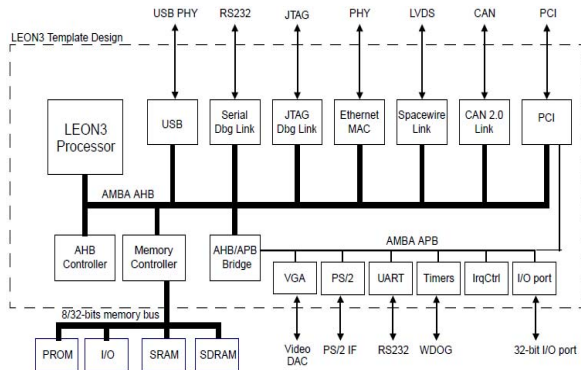 USB PHY RS232 JTAG PHY LVDS CAN PCI
LEON3 Template Design
LEON3
Processor
USB
Serial
Dbg Link
JTAG
Dbg Link
Ethernet
MAC
Spacewire
Link
CAN 2.0
Link
PCI
AMBA AHB
AHB
Controller
Memory
Controller
AHB/APB
Bridge
AMBA APB
VGA
PS/2
UART
Timers
IrqCtrl
I/O port
8/32-bits memory bus
PROM
I/O
SRAM
SDRAM
Video
DAC
PS/2 IF
RS232
WDOG
32-bit I/O port